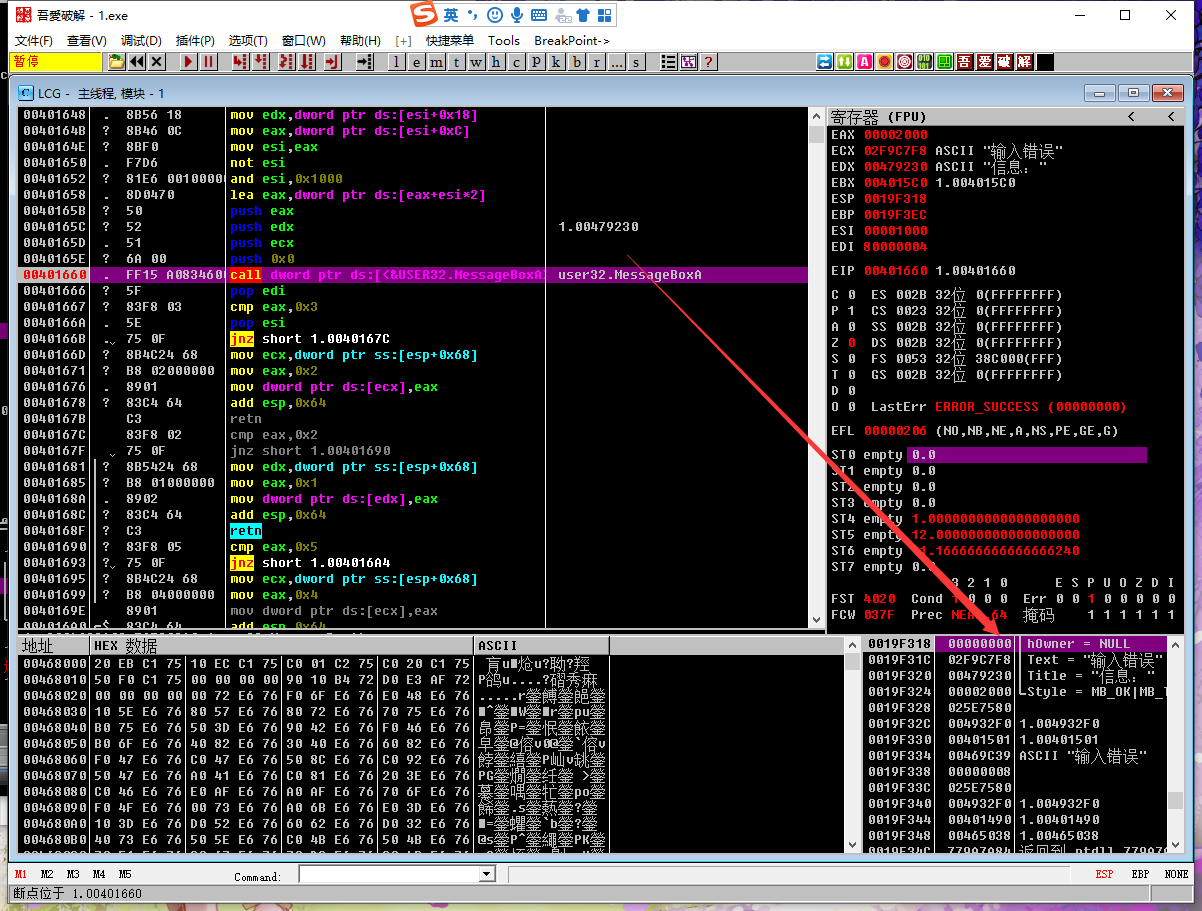 吾愛破解 - 1.exe
英
文件(F) 查看(V) 调试(D) 插件(P) 选项(T) 窗口(W) 帮助(H) [+] 快捷菜单 Tools BreakPoint->
暂停 l e m t w h c p k b r ... s ? 吾 爱 破 解
LCG - 主线程, 模块 - 1
00401648 . 8B56 18 mov edx,dword ptr ds:[esi+0x18]
0040164B ? 8B46 0C mov eax,dword ptr ds:[esi+0xC]
0040164E ? 8BF0 mov esi,eax
00401650 . F7D6 not esi
00401652 ? 81E6 0010000 and esi,0x1000
00401658 . 8D0470 lea eax,dword ptr ds:[eax+esi*2]
0040165B ? 50 push eax
0040165C ? 52 push edx 1.00479230
0040165D . 51 push ecx
0040165E ? 6A 00 push 0x0
00401660 . FF15 A083460 call dword ptr ds:[<&USER32.MessageBoxA> user32.MessageBoxA
00401666 ? 5F pop edi
00401667 ? 83F8 03 cmp eax,0x3
0040166A . 5E pop esi
0040166B . 75 0F jnz short 1.0040167C
0040166D ? 8B4C24 68 mov ecx,dword ptr ss:[esp+0x68]
00401671 ? B8 02000000 mov eax,0x2
00401676 . 8901 mov dword ptr ds:[ecx],eax
00401678 ? 83C4 64 add esp,0x64
0040167B C3 retn
0040167C 83F8 02 cmp eax,0x2
0040167F 75 0F jnz short 1.00401690
00401681 ? 8B5424 68 mov edx,dword ptr ss:[esp+0x68]
00401685 ? B8 01000000 mov eax,0x1
0040168A . 8902 mov dword ptr ds:[edx],eax
0040168C ? 83C4 64 add esp,0x64
0040168F ? C3 retn
00401690 ? 83F8 05 cmp eax,0x5
00401693 ? 75 0F jnz short 1.004016A4
00401695 ? 8B4C24 68 mov ecx,dword ptr ss:[esp+0x68]
00401699 ? B8 04000000 mov eax,0x4
0040169E 8901 mov dword ptr ds:[ecx],eax
寄存器 (FPU) < <
EAX 00002000
ECX 02F9C7F8 ASCII "输入错误"
EDX 00479230 ASCII "信息："
EBX 004015C0 1.004015C0
ESP 0019F318
EBP 0019F3EC
ESI 00001000
EDI 80000004
EIP 00401660 1.00401660
C 0 ES 002B 32位 0(FFFFFFFF)
P 1 CS 0023 32位 0(FFFFFFFF)
A 0 SS 002B 32位 0(FFFFFFFF)
Z 0 DS 002B 32位 0(FFFFFFFF)
S 0 FS 0053 32位 38C000(FFF)
T 0 GS 002B 32位 0(FFFFFFFF)
D 0
O 0 LastErr ERROR_SUCCESS (00000000)
EFL 00000206 (NO,NB,NE,A,NS,PE,GE,G)
ST0 empty 0.0
ST1 empty 0.0
ST2 empty 0.0
ST3 empty 0.0
ST4 empty 1.0000000000000000000
ST5 empty 12.000000000000000000
ST6 empty
ST7 empty 0.0
3 2 1 0 E S P U O Z D I
FST 4020 Cond 0 0 0 Err 0 0 1 0 0 0 0 0
FCW 037F Prec 64 掩码 1 1 1 1 1 1
地址 HEX 数据 ASCII
00468000 20 EB C1 75 10 EC C1 75 C0 01 C2 75 C0 20 C1 75
00468010 50 F0 C1 75 00 00 00 00 90 10 B4 72 D0 E3 AF 72
00468020 00 00 00 00 00 72 E6 76 F0 6F E6 76 E0 48 E6 76
00468030 10 5E E6 76 80 57 E6 76 80 72 E6 76 70 75 E6 76
00468040 B0 75 E6 76 50 3D E6 76 90 42 E6 76 F0 46 E6 76
00468050 B0 6F E6 76 40 82 E6 76 30 40 E6 76 60 82 E6 76
00468060 F0 47 E6 76 C0 47 E6 76 50 8C E6 76 C0 92 E6 76
00468070 50 47 E6 76 A0 41 E6 76 C0 81 E6 76 20 3E E6 76
00468080 C0 46 E6 76 E0 AF E6 76 A0 AF E6 76 70 6F E6 76
00468090 F0 4F E6 76 00 73 E6 76 A0 6B E6 76 E0 3D E6 76
004680A0 10 3D E6 76 D0 52 E6 76 60 62 E6 76 D0 32 E6 76
004680B0 40 73 E6 76 50 5E E6 76 C0 4B E6 76 50 4B E6 76
0019F318 00000000 hOwner = NULL
0019F31C 02F9C7F8 Text = "输入错误"
0019F320 00479230 Title = "信息："
0019F324 00002000 Style = MB_OK|MB_T
0019F328 025E7580
0019F32C 004932F0 1.004932F0
0019F330 00401501 1.00401501
0019F334 00469C39 ASCII "输入错误"
0019F338 00000008
0019F33C 025E7580
0019F340 004932F0 1.004932F0
0019F344 00401490 1.00401490
0019F348 00465038 1.00465038
M1 M2 M3 M4 M5 Command: ESP EBP NONE
断点位于 1.00401660